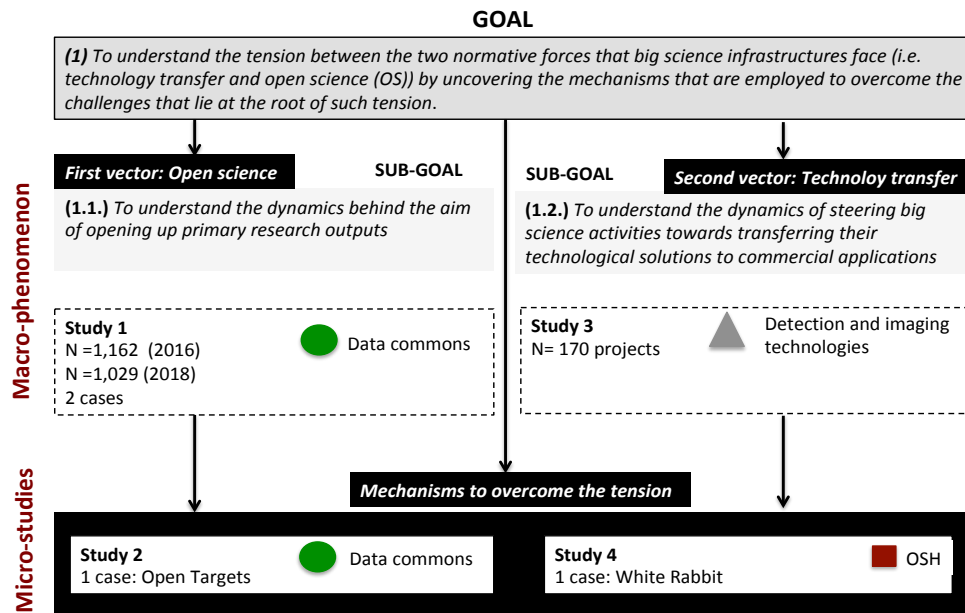 GOAL
(1) To understand the tension between the two normative forces that big science infrastructures face (i.e.
technology transfer and open science (OS)) by uncovering the mechanisms that are employed to overcome the
challenges that lie at the root of such tension.
Macro-phenomenon
First vector: Open science
SUB-GOAL
(1.1.) To understand the dynamics behind the aim
of opening up primary research outputs
SUB-GOAL
Second vector: Technoloy transfer
(1.2.) To understand the dynamics of steering big
science activities towards transferring their
technological solutions to commercial applications
Study 1
N =1,162 (2016)
N =1,029 (2018)
2 cases
Data commons
Study 3
N= 170 projects
Detection and imaging
technologies
Micro-studies
Mechanisms to overcome the tension
Study 2
1 case: Open Targets
Data commons
Study 4
1 case: White Rabbit
OSH